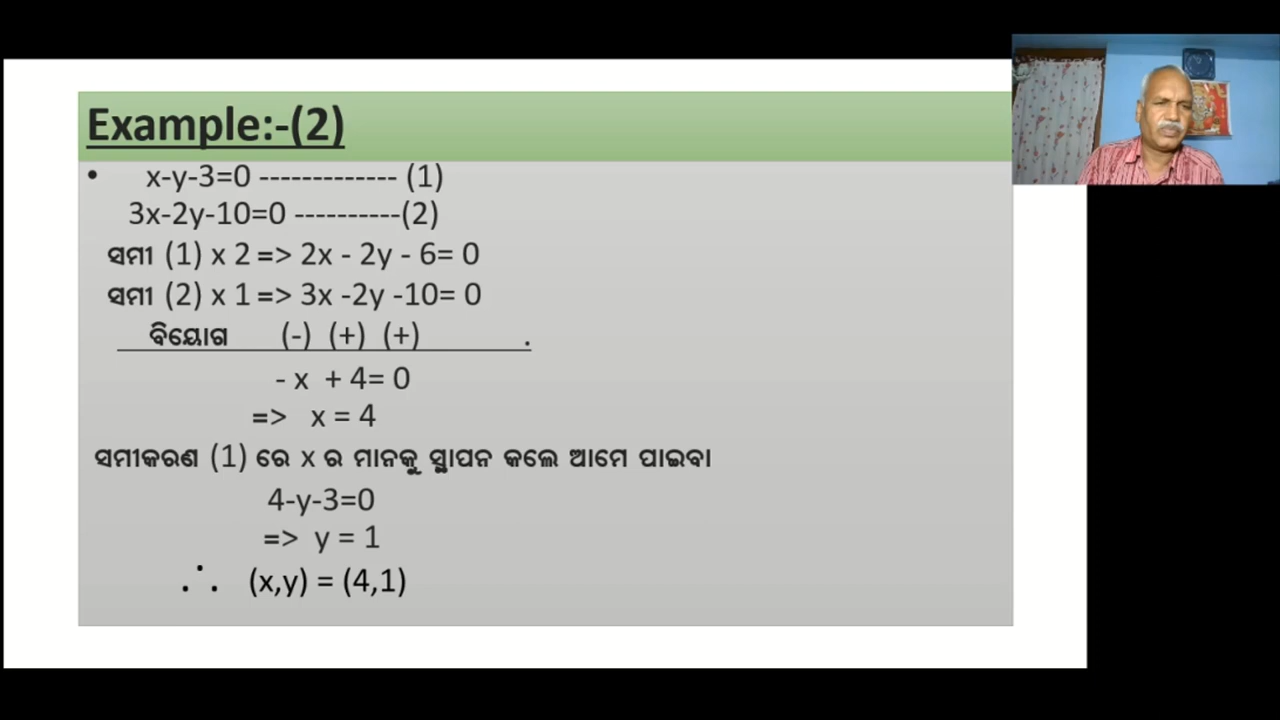 Example:-(2)
• x-y-3=0 ------------- (1)
3x-2y-10=0 ----------(2)
ସମୀ (1) x 2 => 2x - 2y - 6= 0
ସମୀ (2) x 1 => 3x -2y -10= 0
ବିୟୋଗ (-) (+) (+) .
- x + 4= 0
=> x = 4
ସମୀକରଣ (1) ରେ x ର ମାନକୁ ସ୍ଥାପନ କଲେ ଆମେ ପାଇବା
4-y-3=0
=> y = 1
∴ (x,y) = (4,1)